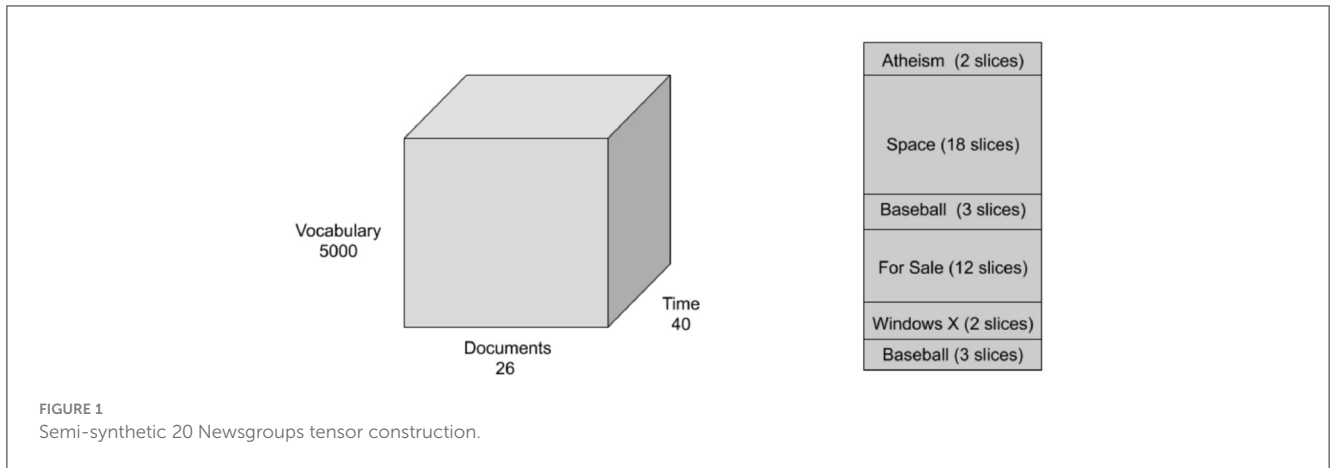 Vocabulary
5000
Documents
26
Time
40
Atheism (2 slices)
Space (18 slices)
Baseball (3 slices)
For Sale (12 slices)
Windows X (2 slices)
Baseball (3 slices)
FIGURE 1
Semi-synthetic 20 Newsgroups tensor construction.